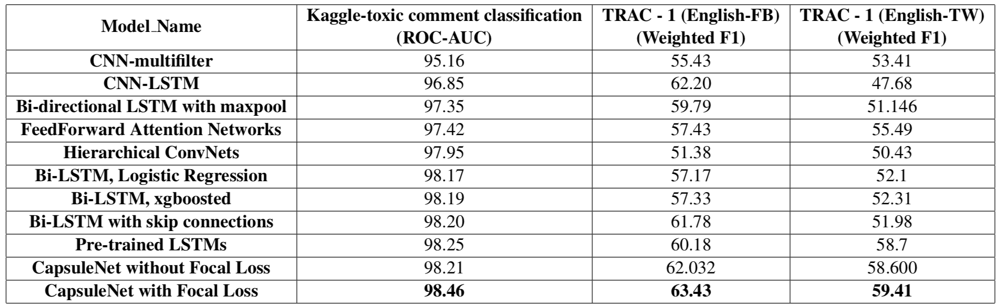 Model_Name Kaggle-toxic comment classification (ROC-AUC) TRAC - 1 (English-FB) (Weighted F1) TRAC - 1 (English-TW) (Weighted F1)
CNN-multifilter 95.16 55.43 53.41
CNN-LSTM 96.85 62.20 47.68
Bi-directional LSTM with maxpool 97.35 59.79 51.146
FeedForward Attention Networks 97.42 57.43 55.49
Hierarchical ConvNets 97.95 51.38 50.43
Bi-LSTM, Logistic Regression 98.17 57.17 52.1
Bi-LSTM, xgboosted 98.19 57.33 52.31
Bi-LSTM with skip connections 98.20 61.78 51.98
Pre-trained LSTMs 98.25 60.18 58.7
CapsuleNet without Focal Loss 98.21 62.032 58.600
CapsuleNet with Focal Loss 98.46 63.43 59.41